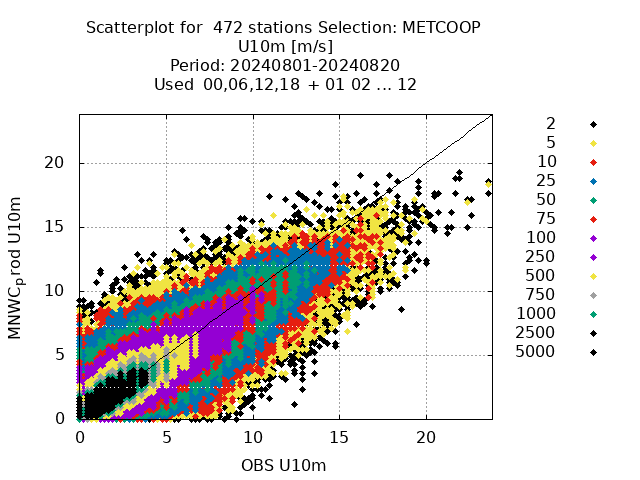 Scatterplot for  472 stations Selection: METCOOP
U10m [m/s]
Period: 20240801-20240820
Used  00,06,12,18 + 01 02 ... 12
MNWC_prod U10m
20
15
10
5
0
0 5 10 15 20
OBS U10m
2
5
10
25
50
75
100
250
500
750
1000
2500
5000